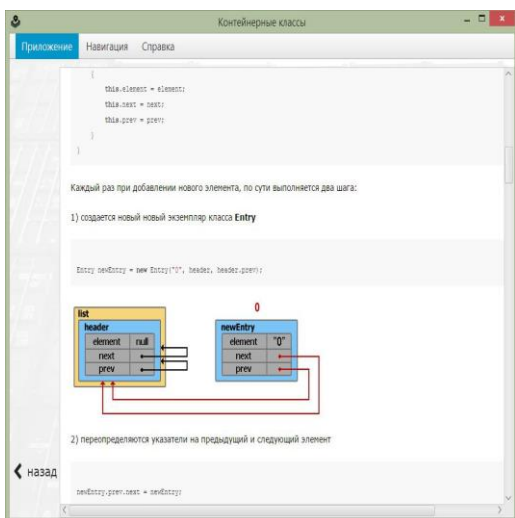 Контейнерные классы
Приложение Навигация Справка
{
this.element = element;
this.next = next;
this.prev = prev;
}
}
Каждый раз при добавлении нового элемента, по сути выполняется два шага:
1) создается новый новый экземпляр класса Entry
Entry newEntry = new Entry("0", header, header.prev);
0
list
header newEntry
element null element "0"
next next
prev prev
2) переопределяются указатели на предыдущий и следующий элемент
назад
newEntry.prev.next = newEntry;